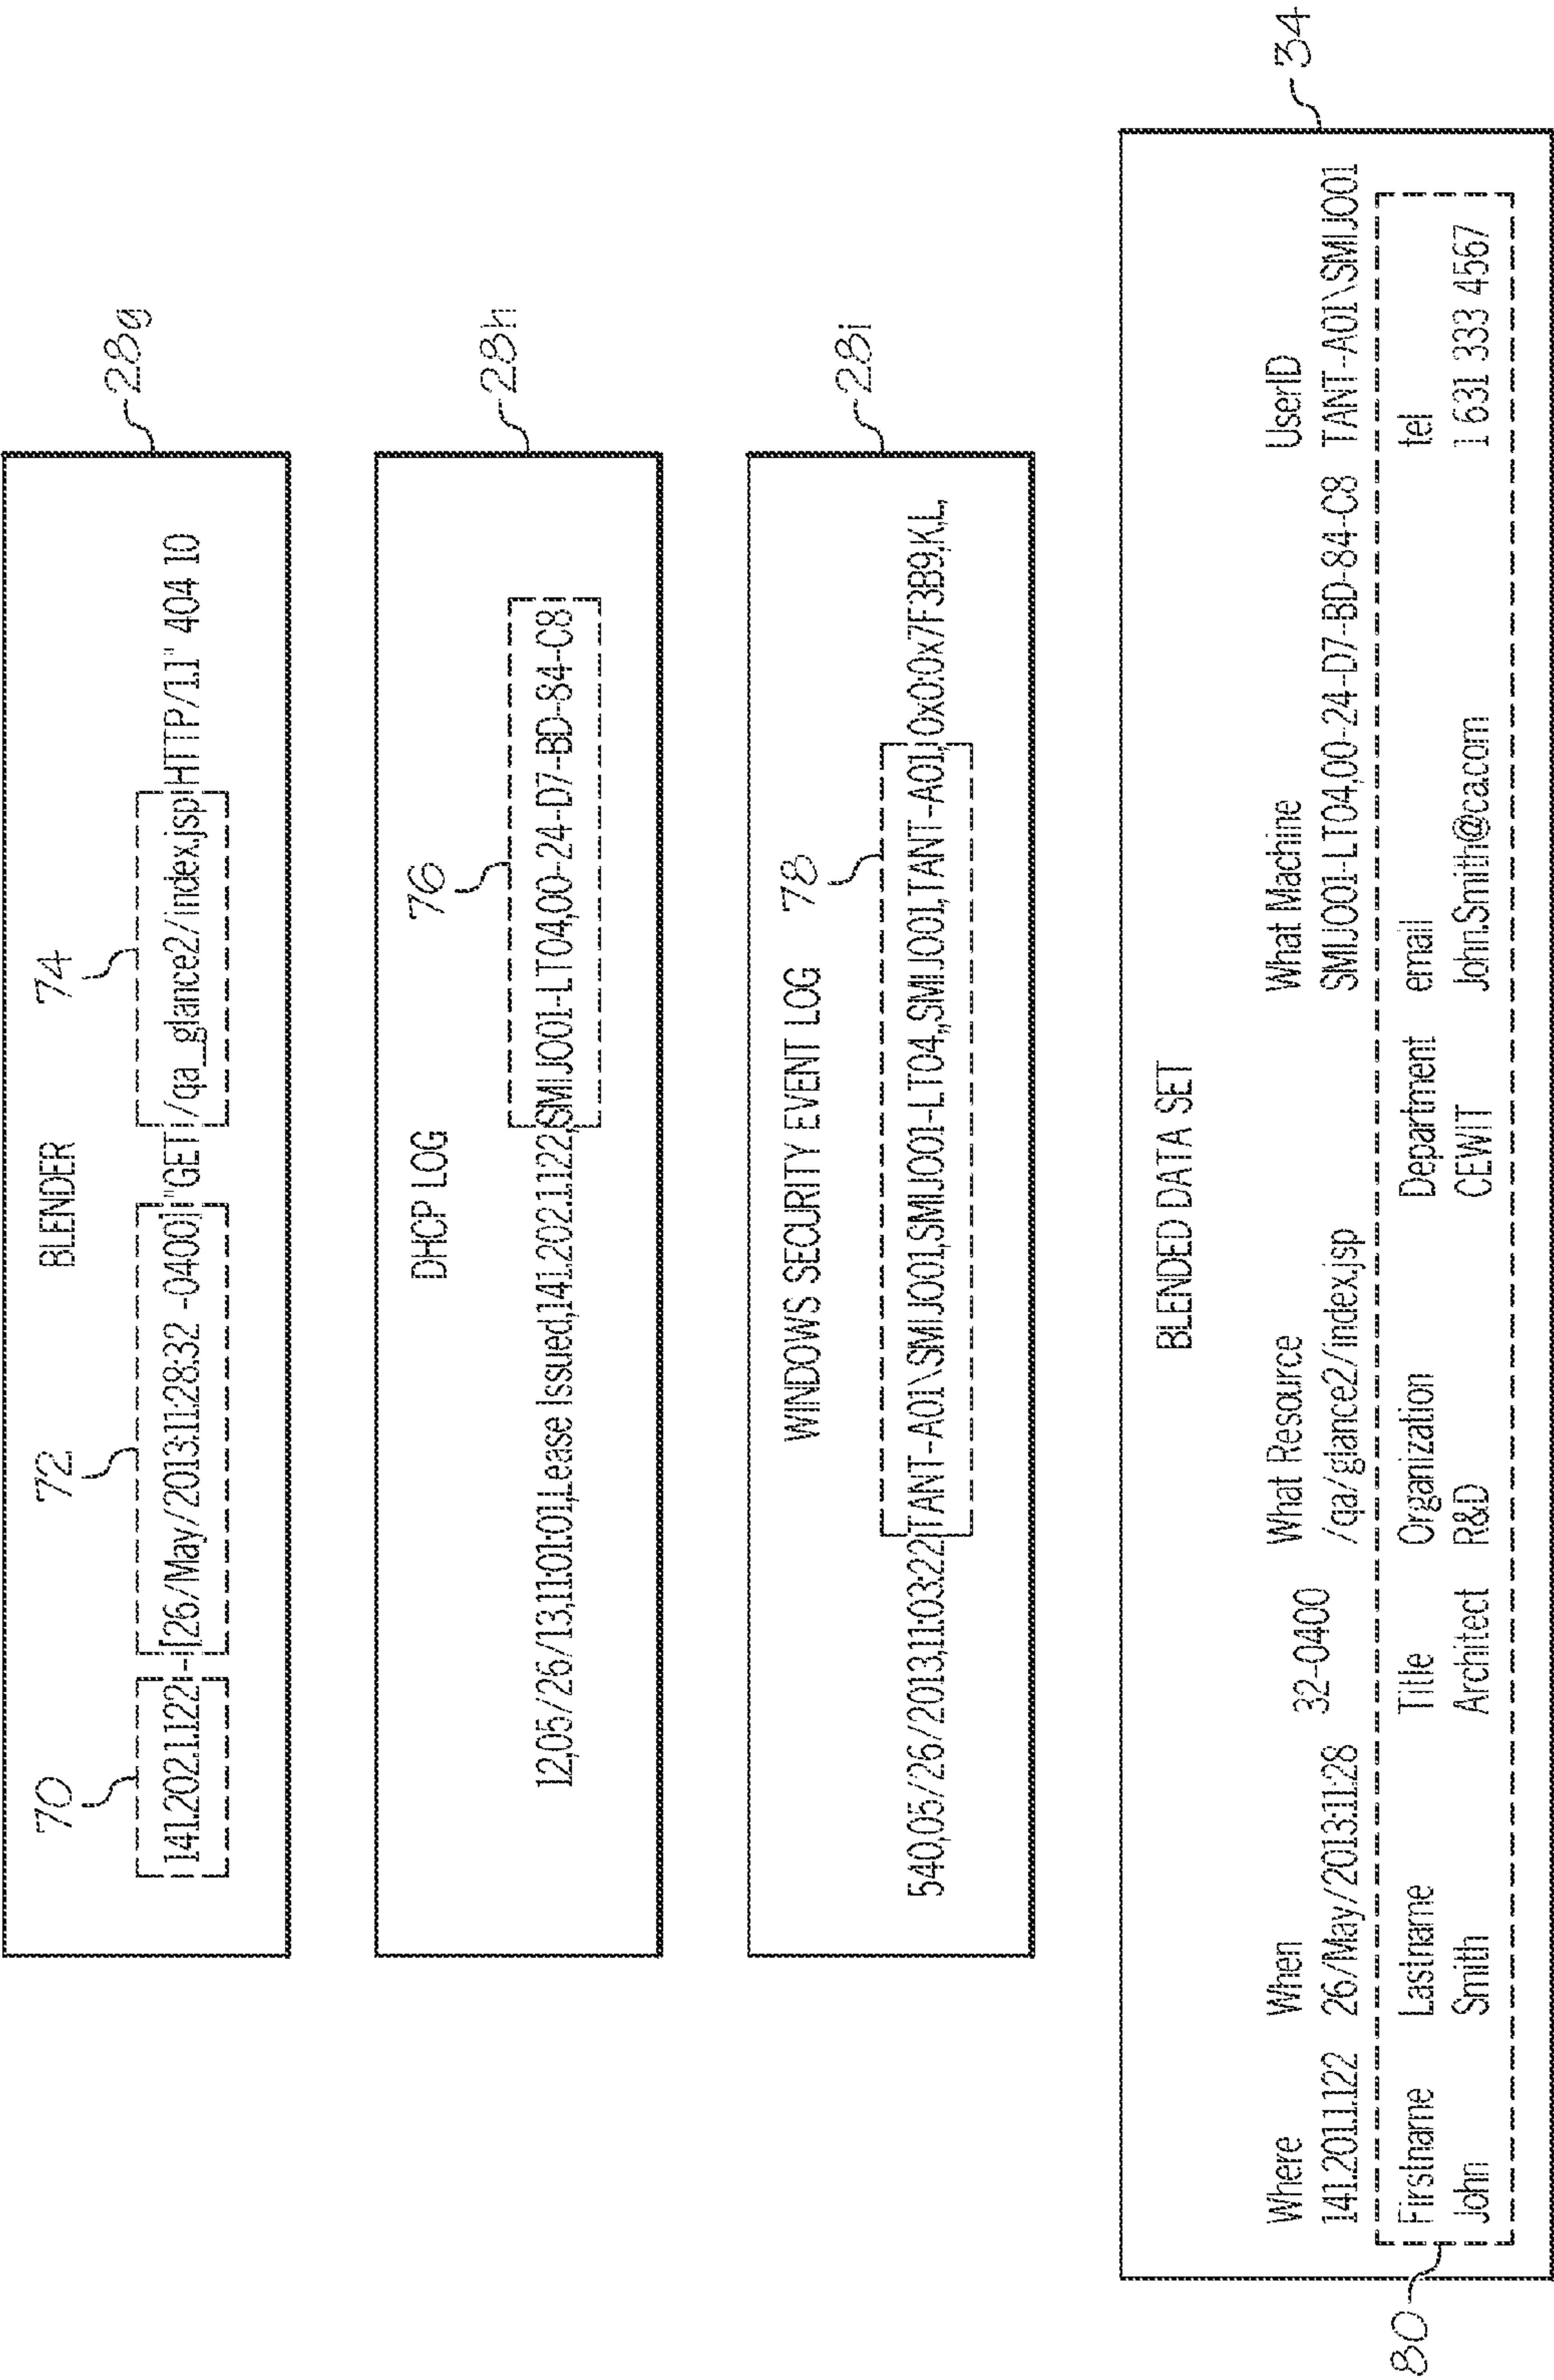 BLENDER
70
72
74
28g
141.202.1.122 - - [26/May/2013:11:28:32 -0400] "GET /qa_glance2/index.jsp HTTP/1.1" 404 10
DHCP LOG
76
28h
12,05/26/13,11:01:01,Lease Issued,141.202.1.122,SMIJO01-LT04,00-24-D7-BD-84-C8
WINDOWS SECURITY EVENT LOG
78
28i
540,05/26/2013,11:03:22,TANT-A01\SMIJO01,SMIJO01-LT04,,SMIJO01,TANT-A01,0x0:0x7F3B9,K,L,
BLENDED DATA SET
34
Where When What Resource What Machine UserID
141.201.1.122 26/May/2013:11:28 32-0400 /qa/glance2/index.jsp SMIJO01-LT04,00-24-D7-BD-84-C8 TANT-A01\SMIJO01
Firstname Lastname Title Organization Department email tel
John Smith Architect R&D CEWIT John.Smith@ca.com 1 631 333 4567
80